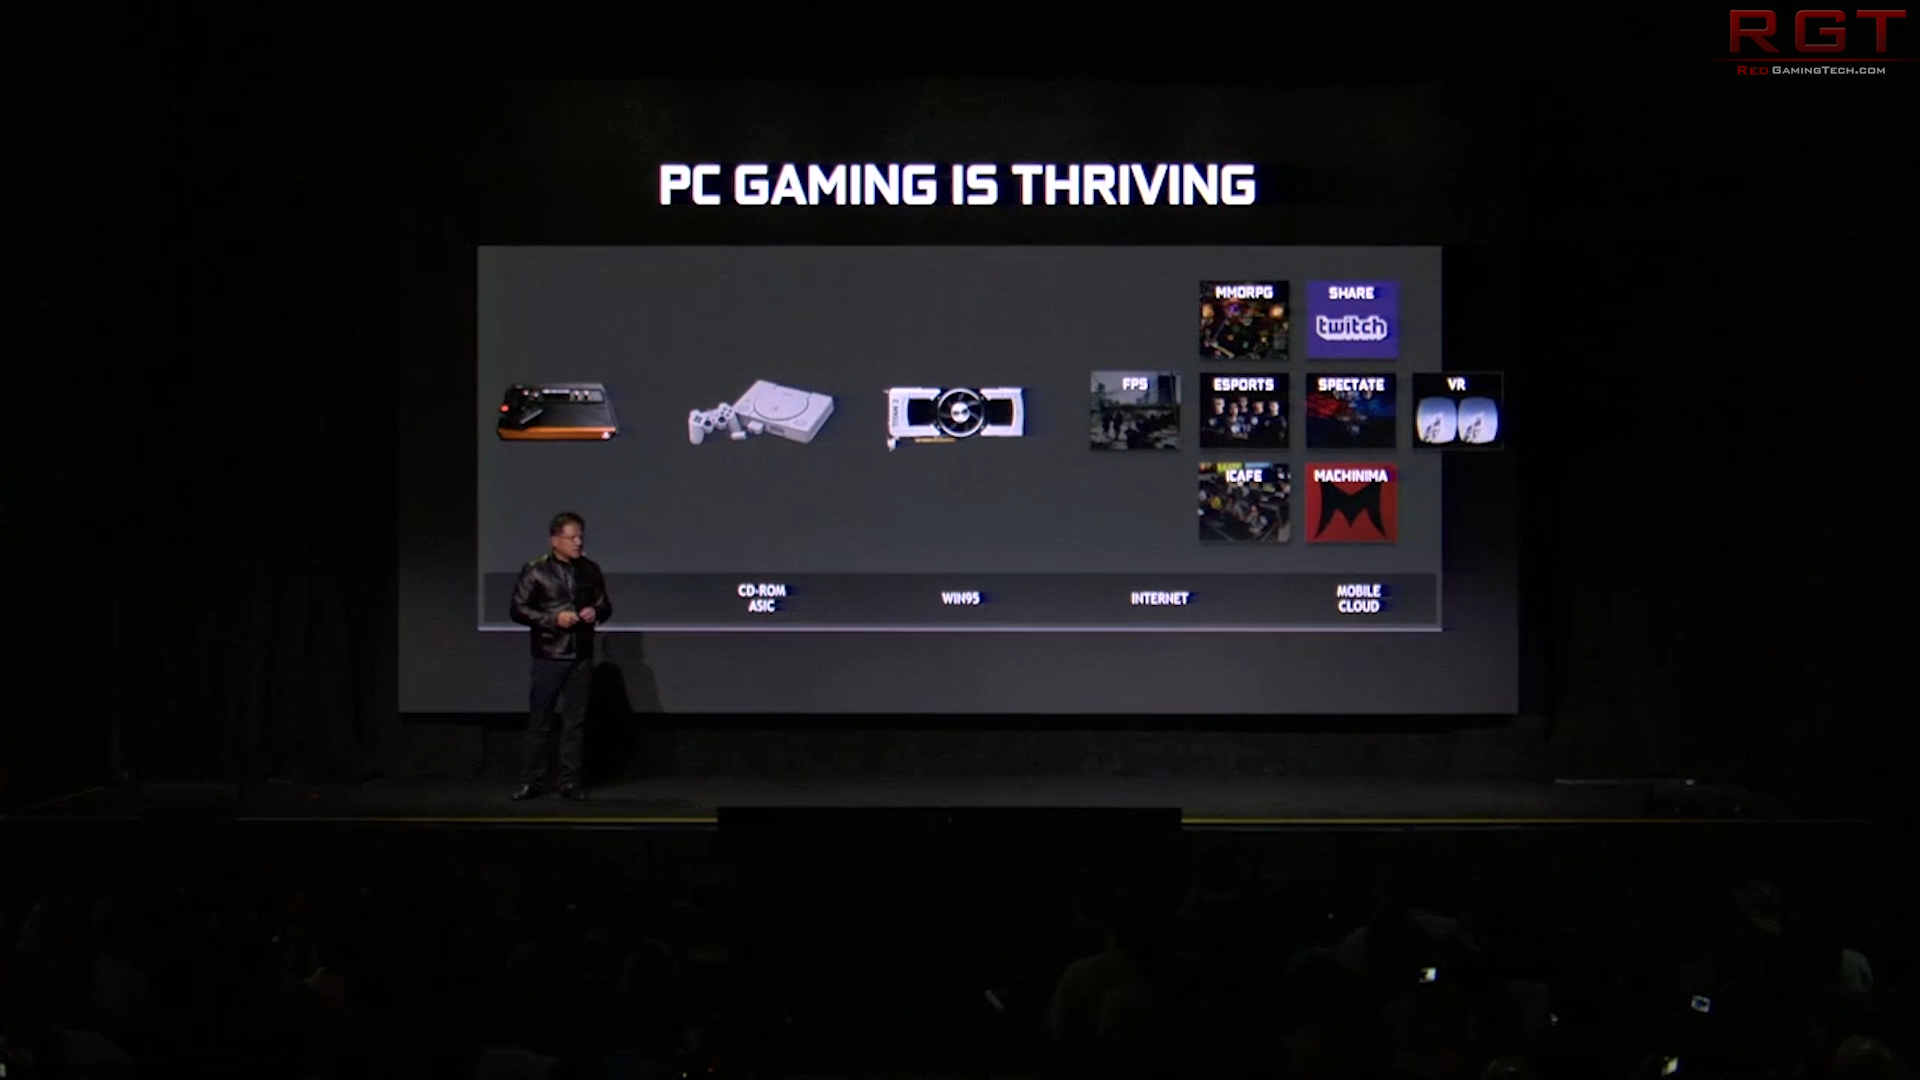 RGT
RedGamingTech.com
PC GAMING IS THRIVING
MMORPG
SHARE
twitch
FPS
ESPORTS
SPECTATE
VR
TITAN Z
ICAFE
MACHINIMA
CD-ROM
ASIC
WIN95
INTERNET
MOBILE
CLOUD